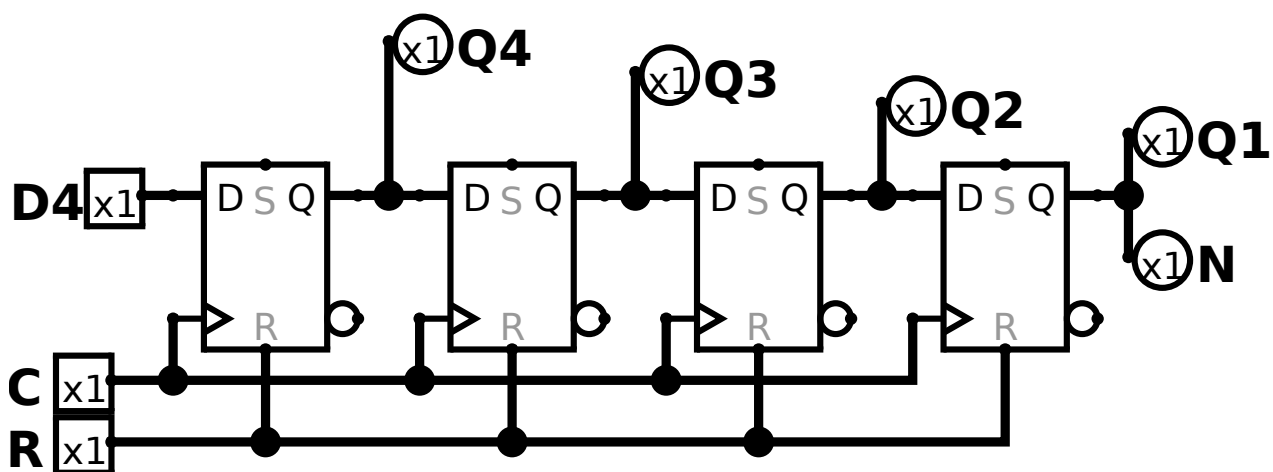 x1 Q4
x1 Q3
x1 Q2
x1 Q1
D4 x1
D S Q
D S Q
D S Q
D S Q
x1 N
R
R
R
R
C x1
R x1